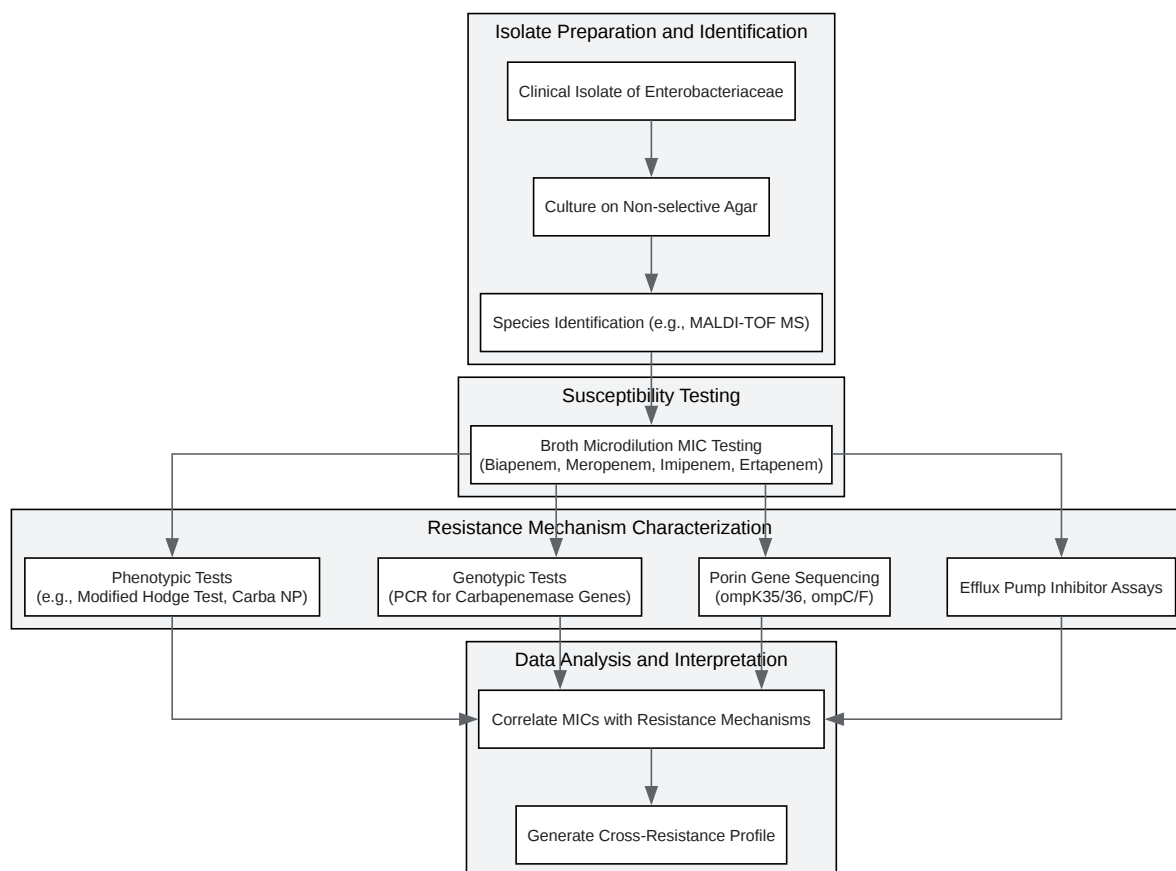 Isolate Preparation and Identification
Clinical Isolate of Enterobacteriaceae
Culture on Non-selective Agar
Species Identification (e.g., MALDI-TOF MS)
Susceptibility Testing
Broth Microdilution MIC Testing
(Biapenem, Meropenem, Imipenem, Ertapenem)
Resistance Mechanism Characterization
Phenotypic Tests
(e.g., Modified Hodge Test, Carba NP)
Genotypic Tests
(PCR for Carbapenemase Genes)
Porin Gene Sequencing
(ompK35/36, ompC/F)
Efflux Pump Inhibitor Assays
Data Analysis and Interpretation
Correlate MICs with Resistance Mechanisms
Generate Cross-Resistance Profile